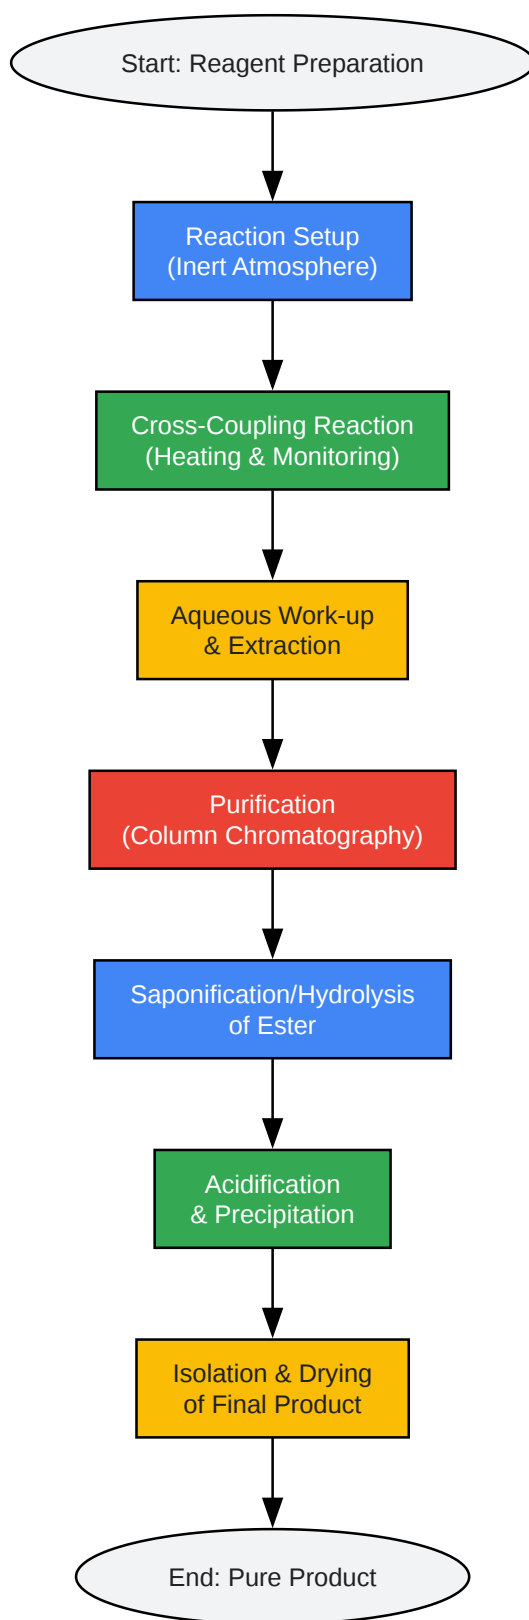 Start: Reagent Preparation
Reaction Setup
(Inert Atmosphere)
Cross-Coupling Reaction
(Heating & Monitoring)
Aqueous Work-up
& Extraction
Purification
(Column Chromatography)
Saponification/Hydrolysis
of Ester
Acidification
& Precipitation
Isolation & Drying
of Final Product
End: Pure Product